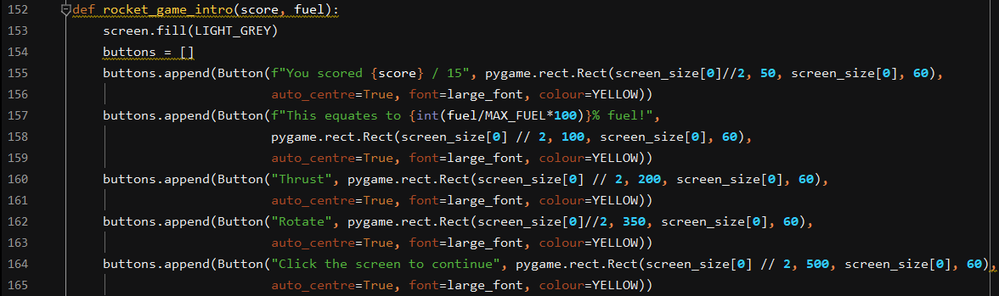 152 def rocket_game_intro(score, fuel):
153 screen.fill(LIGHT_GREY)
154 buttons = []
155 buttons.append(Button(f"You scored {score} / 15", pygame.rect.Rect(screen_size[0]//2, 50, screen_size[0], 60),
156 auto_centre=True, font=large_font, colour=YELLOW))
157 buttons.append(Button(f"This equates to {int(fuel/MAX_FUEL*100)}% fuel!",
158 pygame.rect.Rect(screen_size[0] // 2, 100, screen_size[0], 60),
159 auto_centre=True, font=large_font, colour=YELLOW))
160 buttons.append(Button("Thrust", pygame.rect.Rect(screen_size[0] // 2, 200, screen_size[0], 60),
161 auto_centre=True, font=large_font, colour=YELLOW))
162 buttons.append(Button("Rotate", pygame.rect.Rect(screen_size[0]//2, 350, screen_size[0], 60),
163 auto_centre=True, font=large_font, colour=YELLOW))
164 buttons.append(Button("Click the screen to continue", pygame.rect.Rect(screen_size[0] // 2, 500, screen_size[0], 60),
165 auto_centre=True, font=large_font, colour=YELLOW))